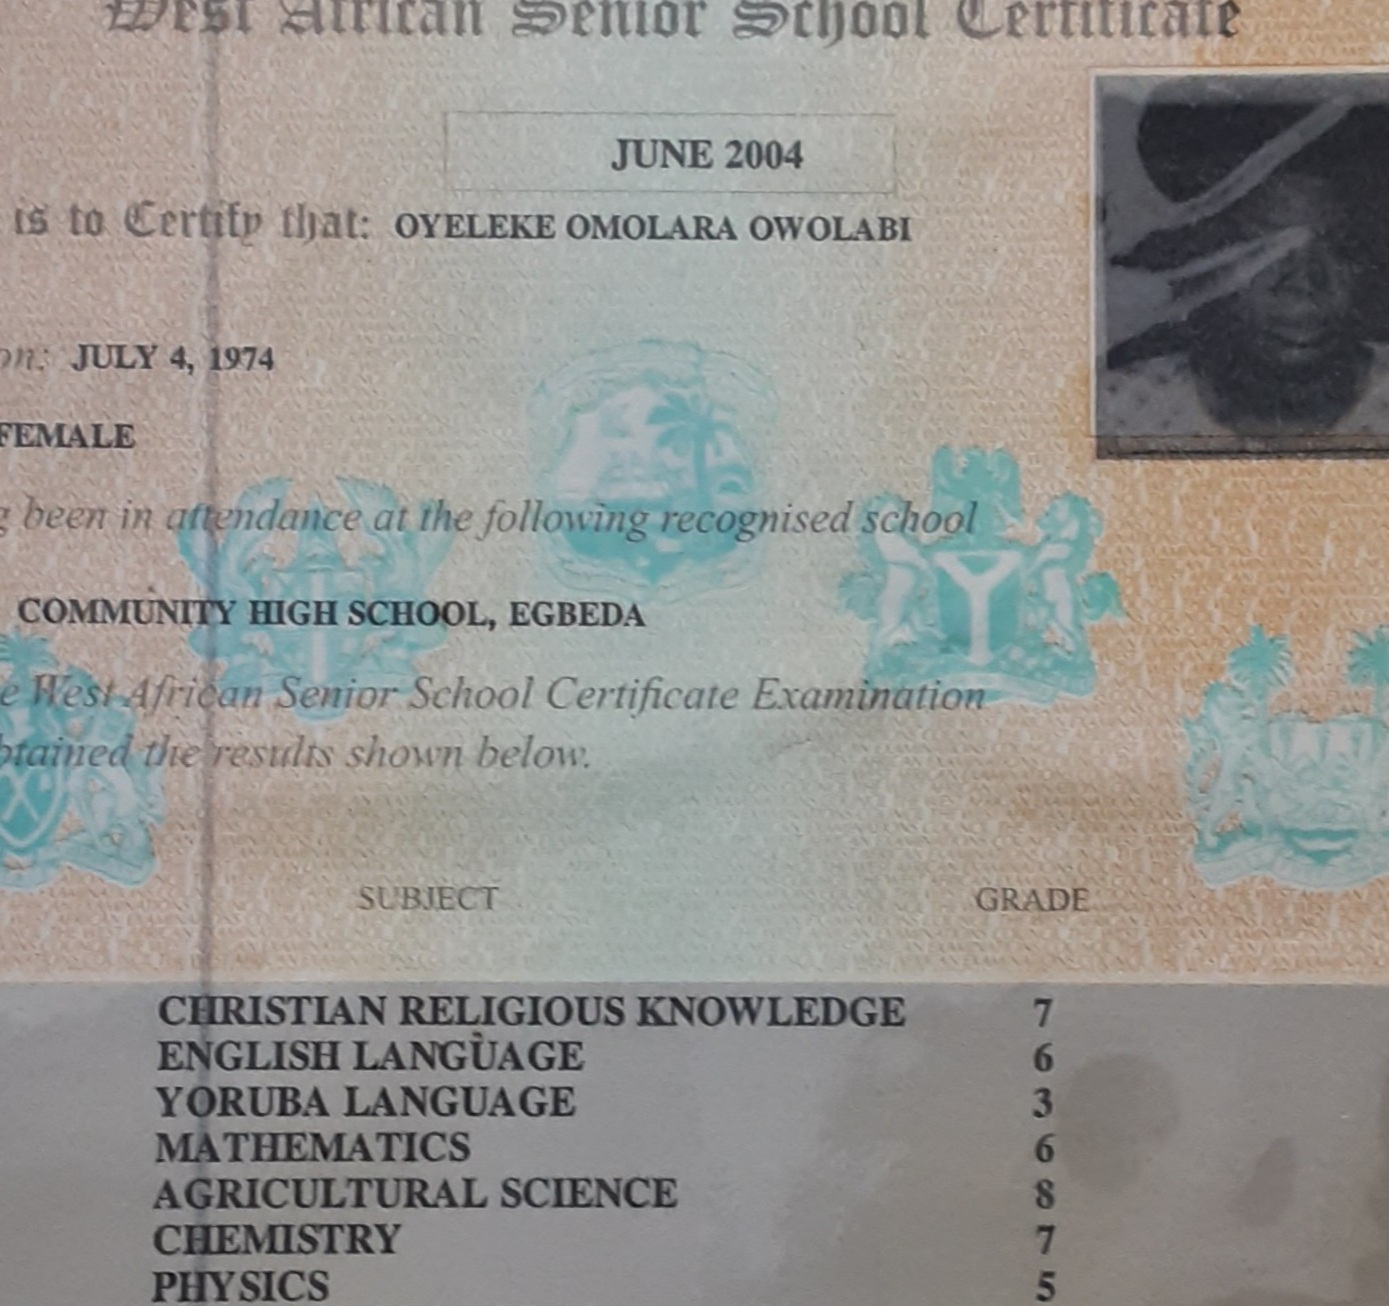 West African Senior School Certificate
JUNE 2004
is to Certify that: OYELEKE OMOLARA OWOLABI
on: JULY 4, 1974
FEMALE
g been in attendance at the following recognised school
COMMUNITY HIGH SCHOOL, EGBEDA
e West African Senior School Certificate Examination
btained the results shown below.
SUBJECT GRADE
CHRISTIAN RELIGIOUS KNOWLEDGE 7
ENGLISH LANGUAGE 6
YORUBA LANGUAGE 3
MATHEMATICS 6
AGRICULTURAL SCIENCE 8
CHEMISTRY 7
PHYSICS 5